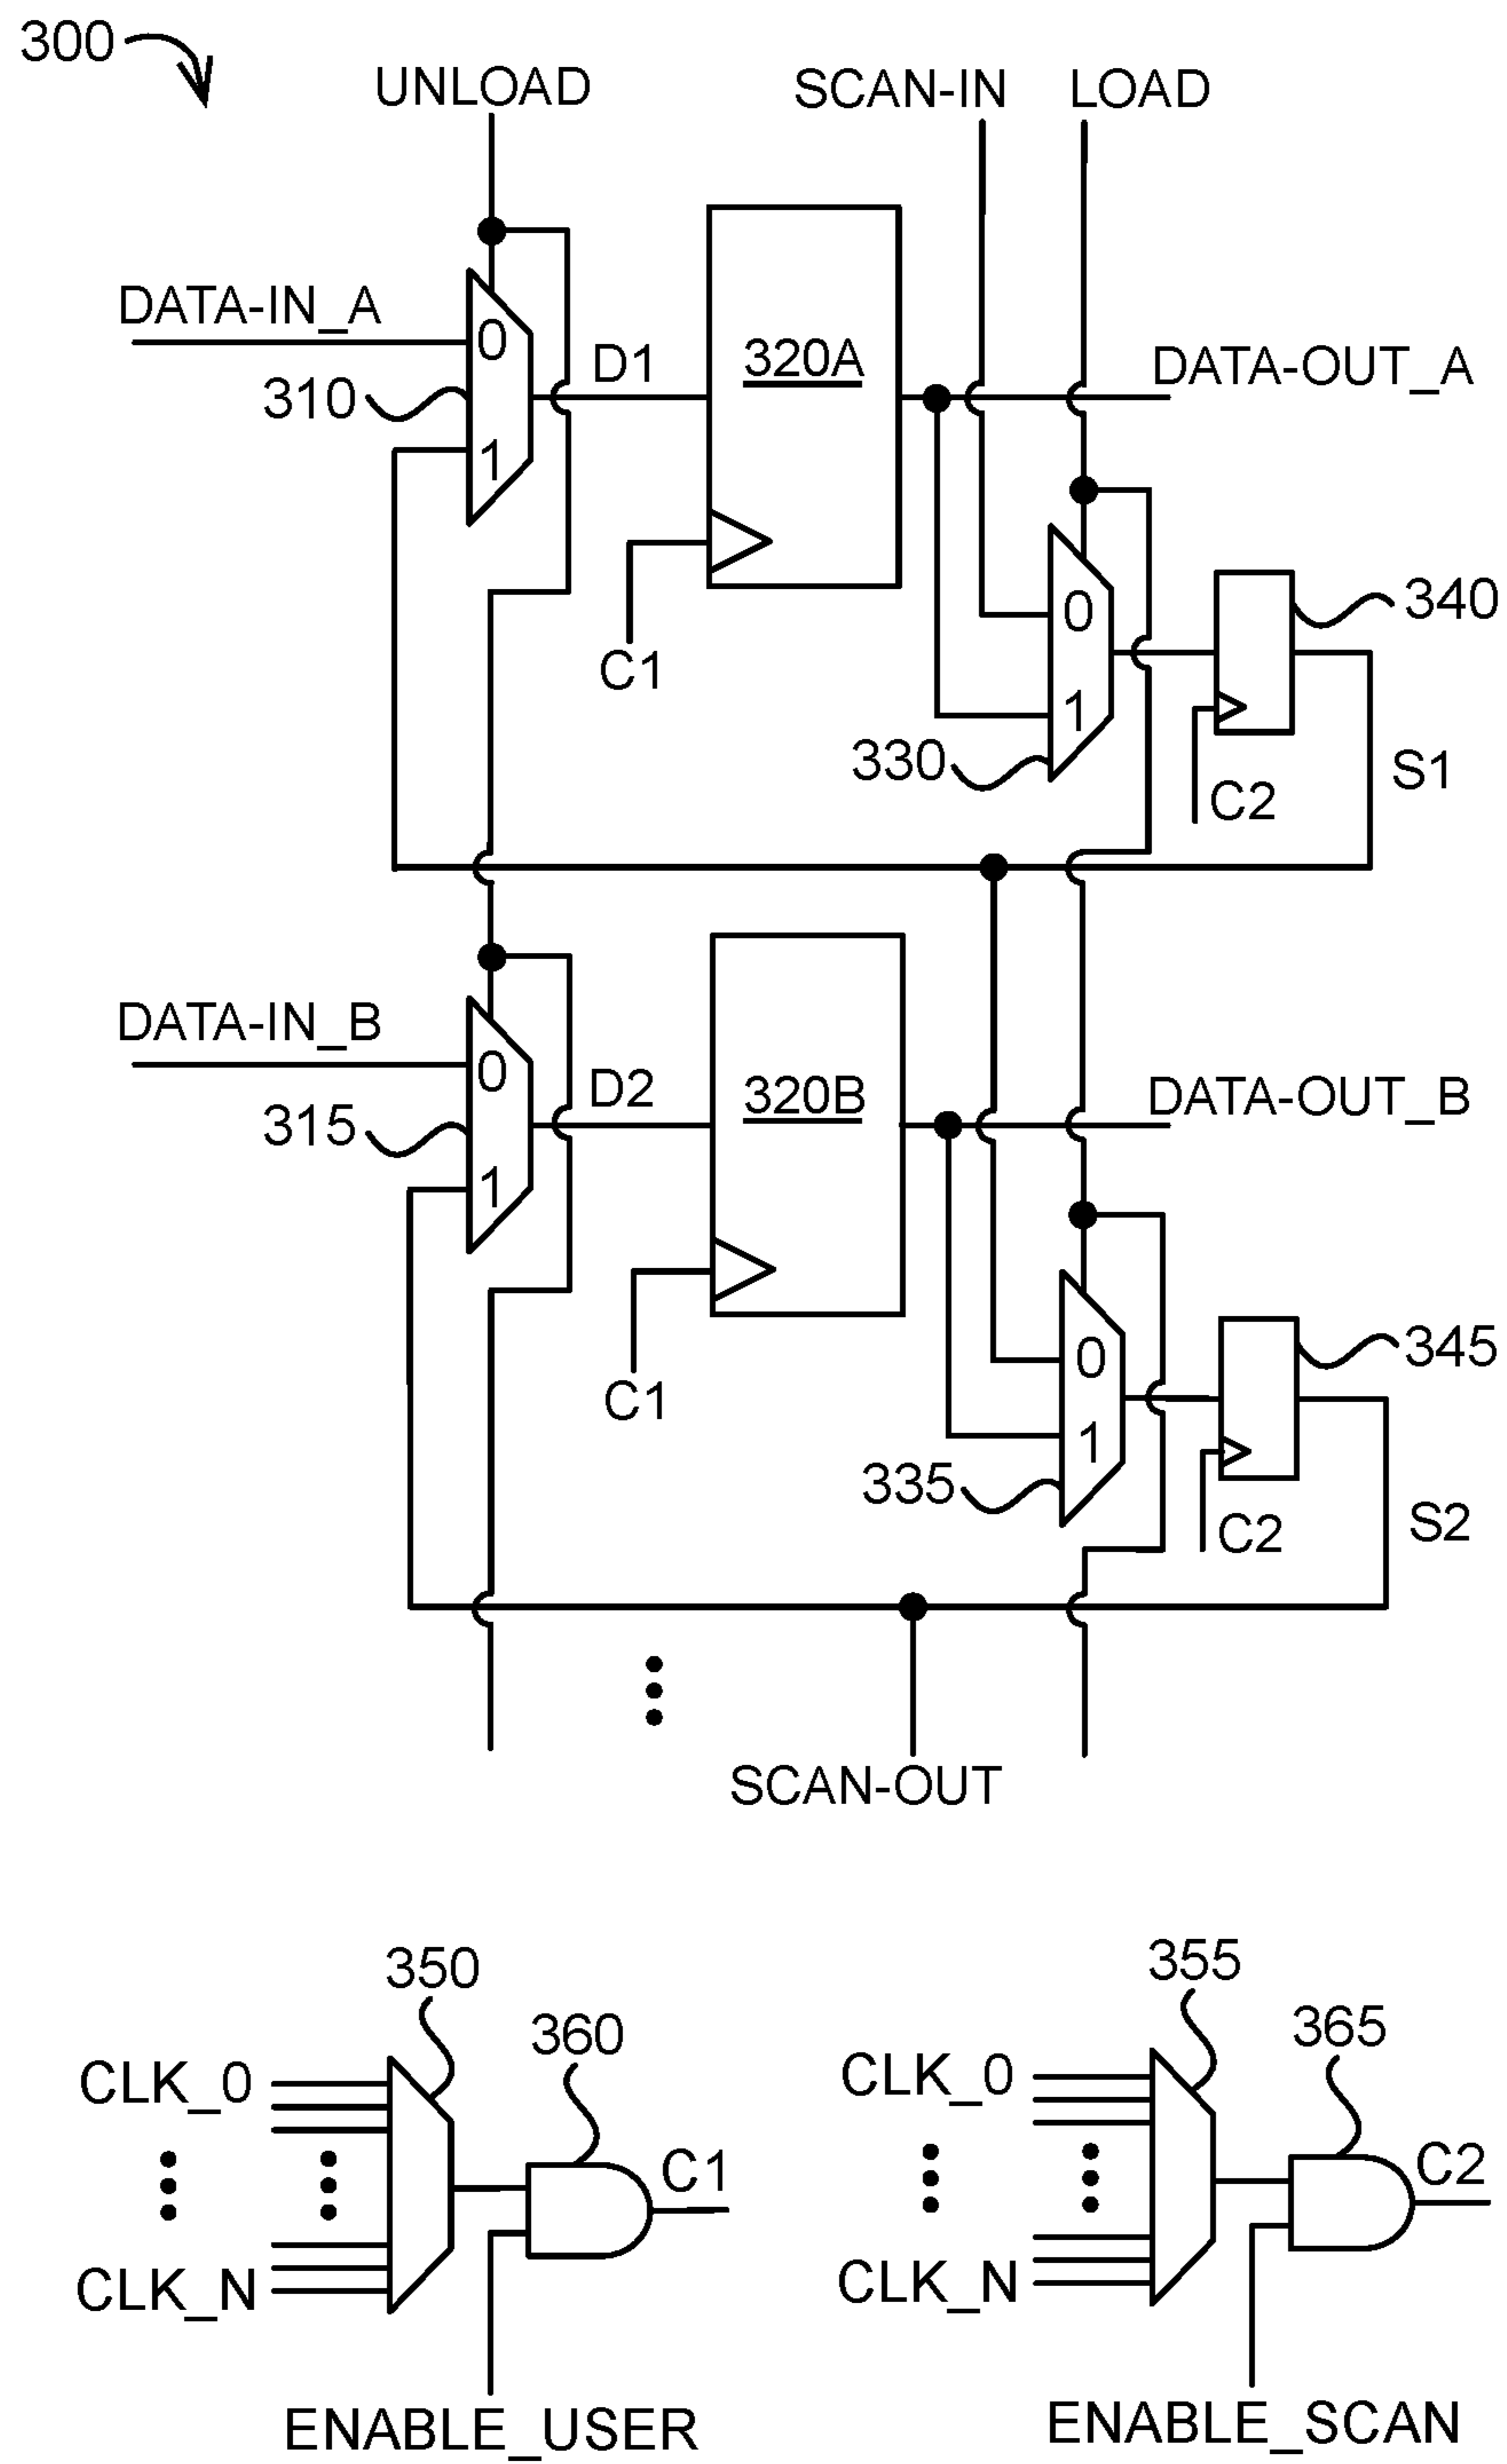 300
UNLOAD
SCAN-IN
LOAD
DATA-IN_A
0
310
1
D1
320A
DATA-OUT_A
C1
0
1
330
340
C2
S1
DATA-IN_B
0
315
1
D2
320B
DATA-OUT_B
C1
0
1
335
345
C2
S2
SCAN-OUT
350
360
CLK_0
CLK_N
C1
ENABLE_USER
355
365
CLK_0
CLK_N
C2
ENABLE_SCAN